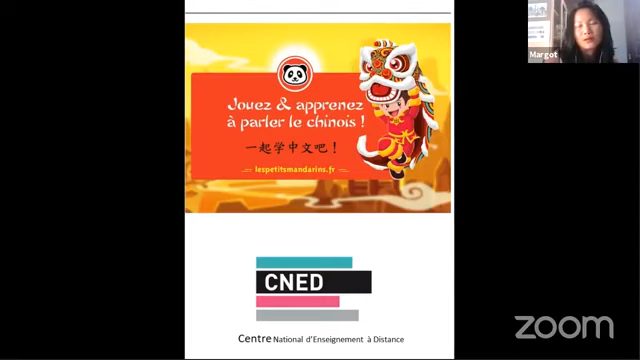 Jouez & apprenez
à parler le chinois !
一起学中文吧！
lespetitsmandarins.fr
CNED
Centre National d'Enseignement à Distance
Margot
zoom